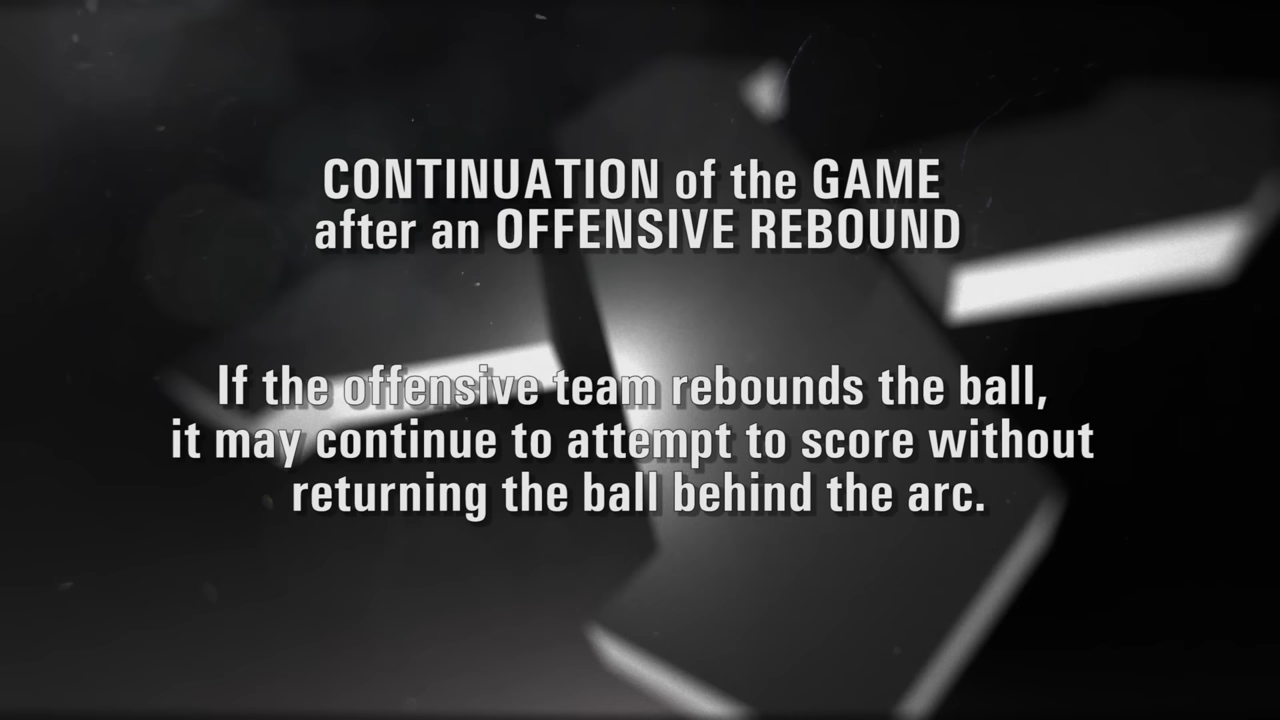 CONTINUATION of the GAME
after an OFFENSIVE REBOUND
If the offensive team rebounds the ball,
it may continue to attempt to score without
returning the ball behind the arc.